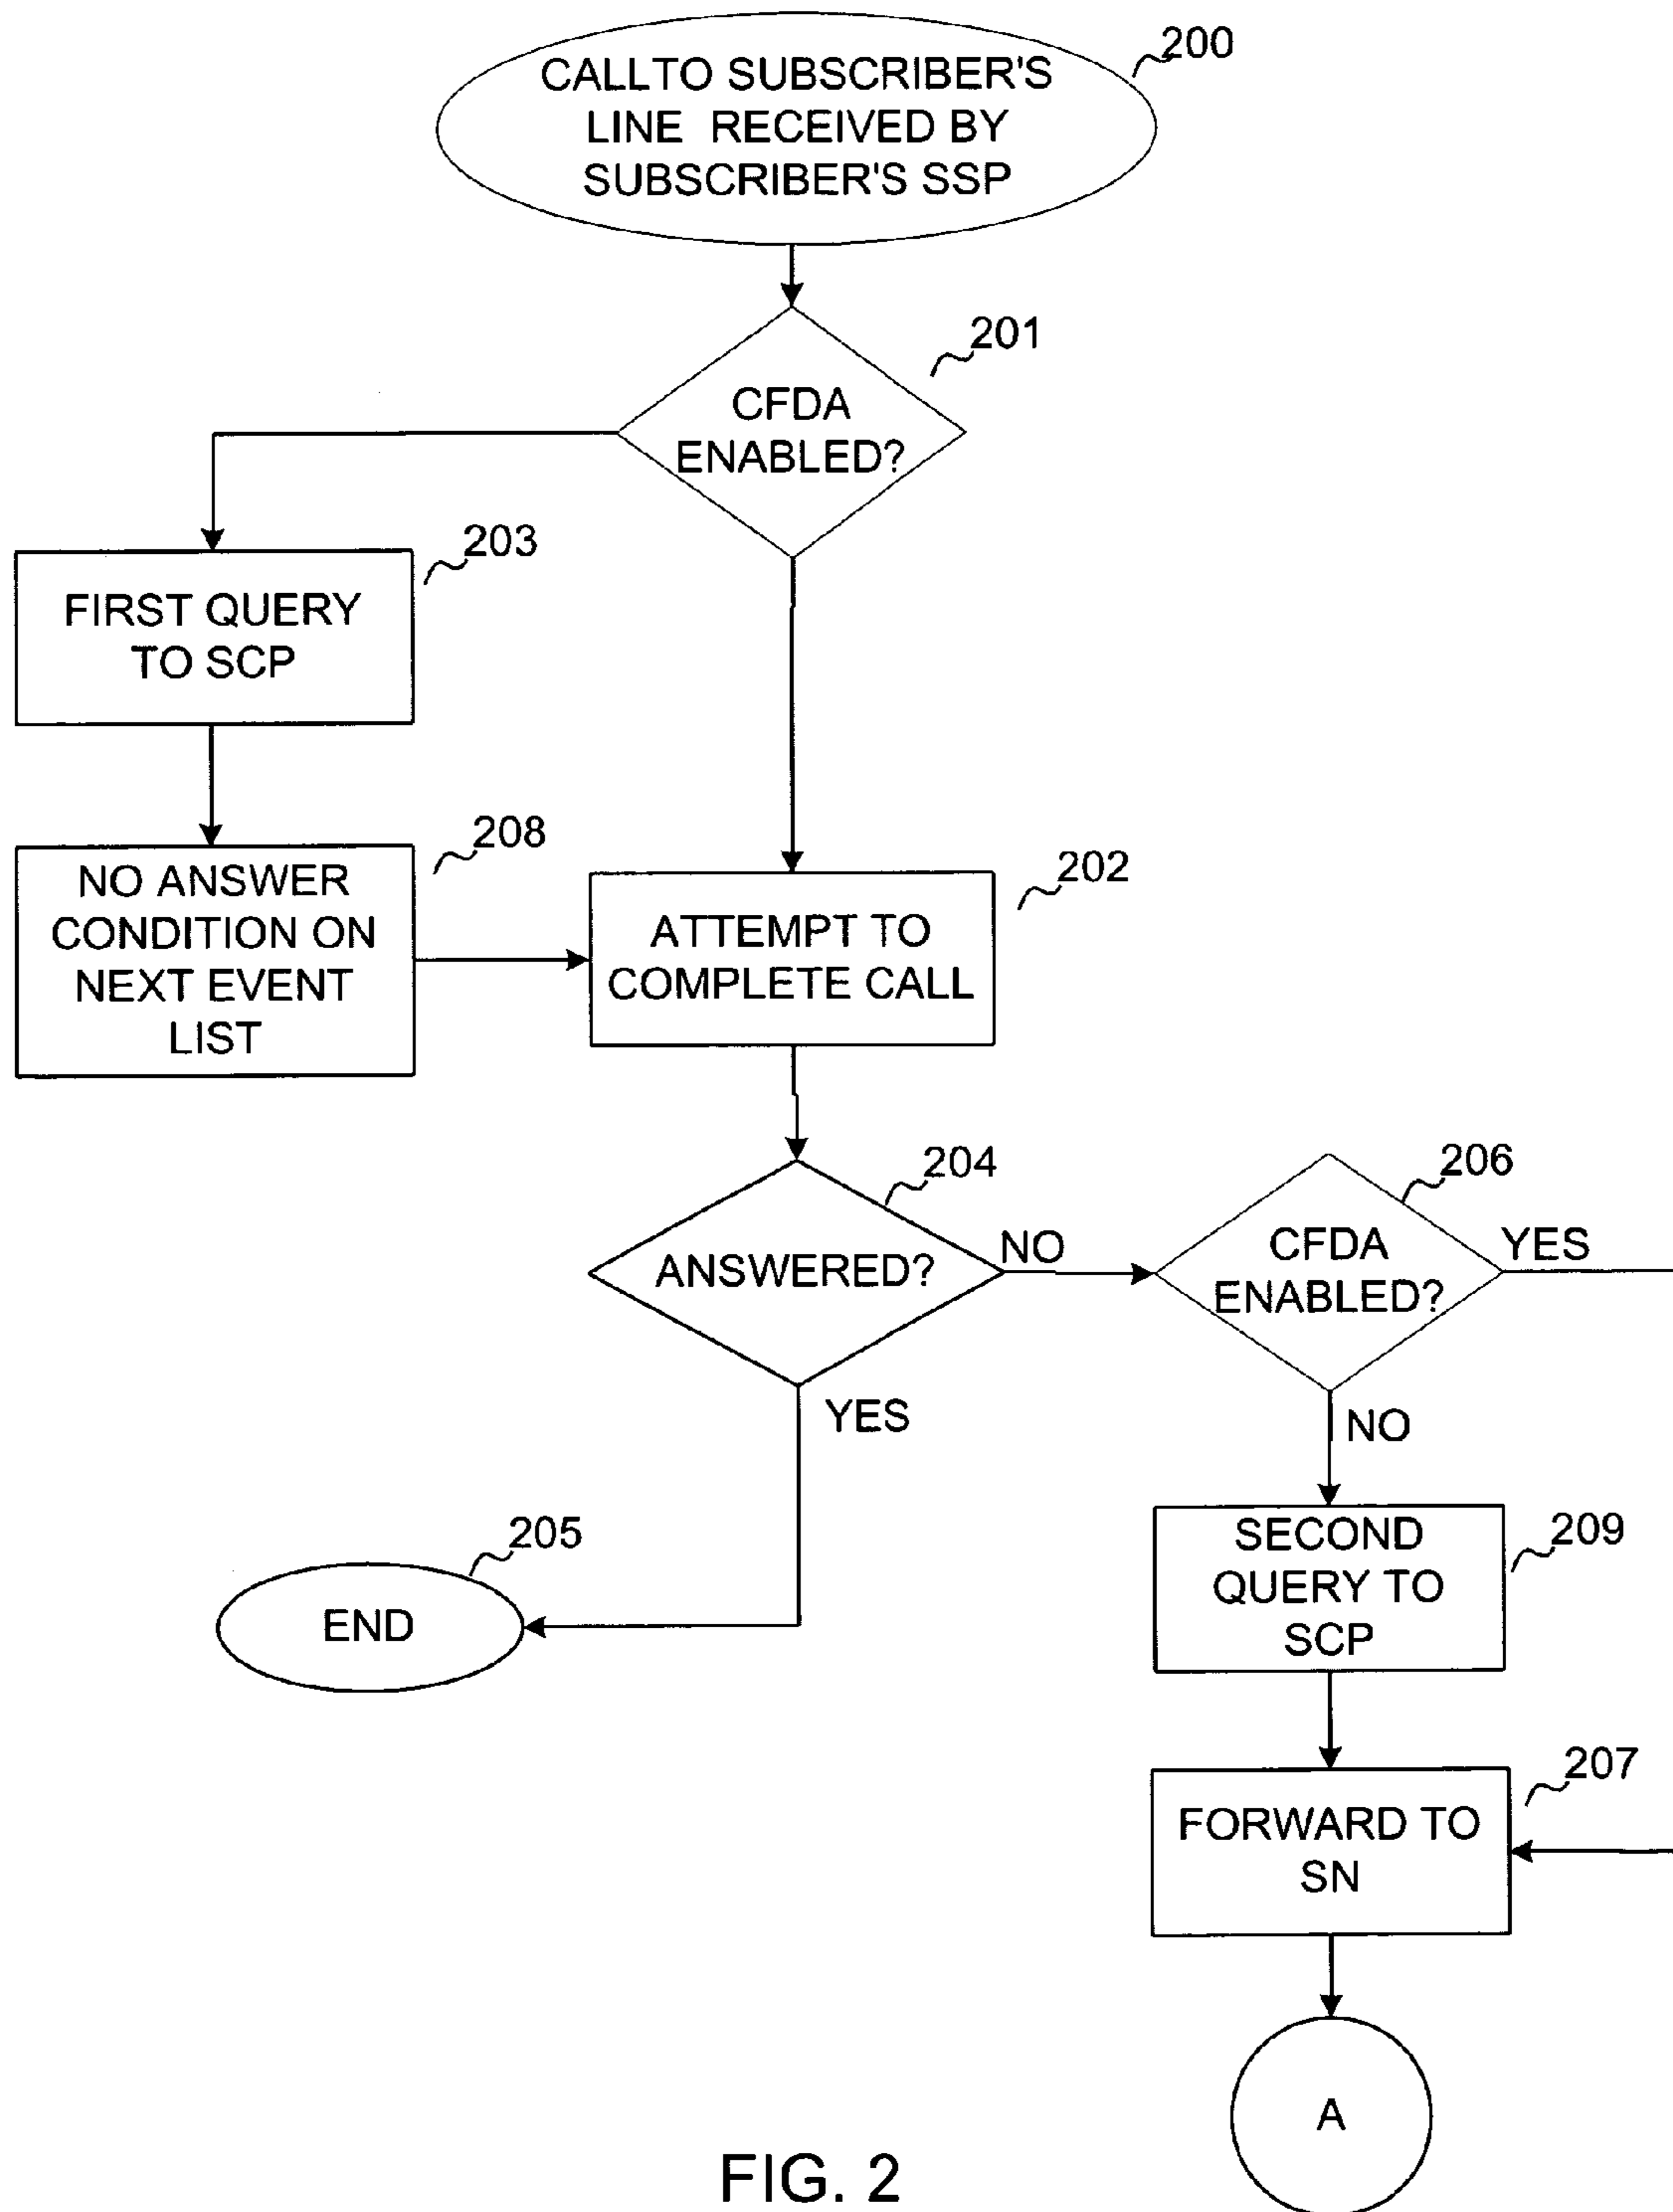 200
CALLTO SUBSCRIBER'S
LINE RECEIVED BY
SUBSCRIBER'S SSP
201
CFDA
ENABLED?
203
FIRST QUERY
TO SCP
208
NO ANSWER
CONDITION ON
NEXT EVENT
LIST
202
ATTEMPT TO
COMPLETE CALL
204
ANSWERED?
NO
YES
206
CFDA
ENABLED?
YES
NO
205
END
209
SECOND
QUERY TO
SCP
207
FORWARD TO
SN
A
FIG. 2